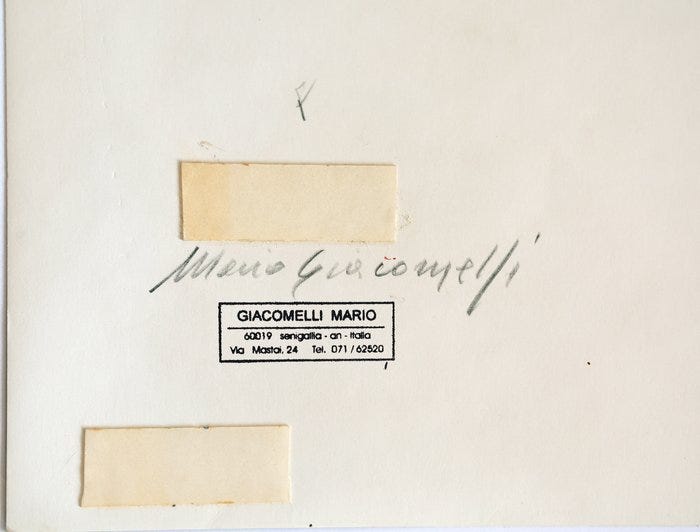 Mario Giacomelli
GIACOMELLI MARIO
60019 senigallia - an - Italia
Via Mastai, 24 Tel. 071/62520